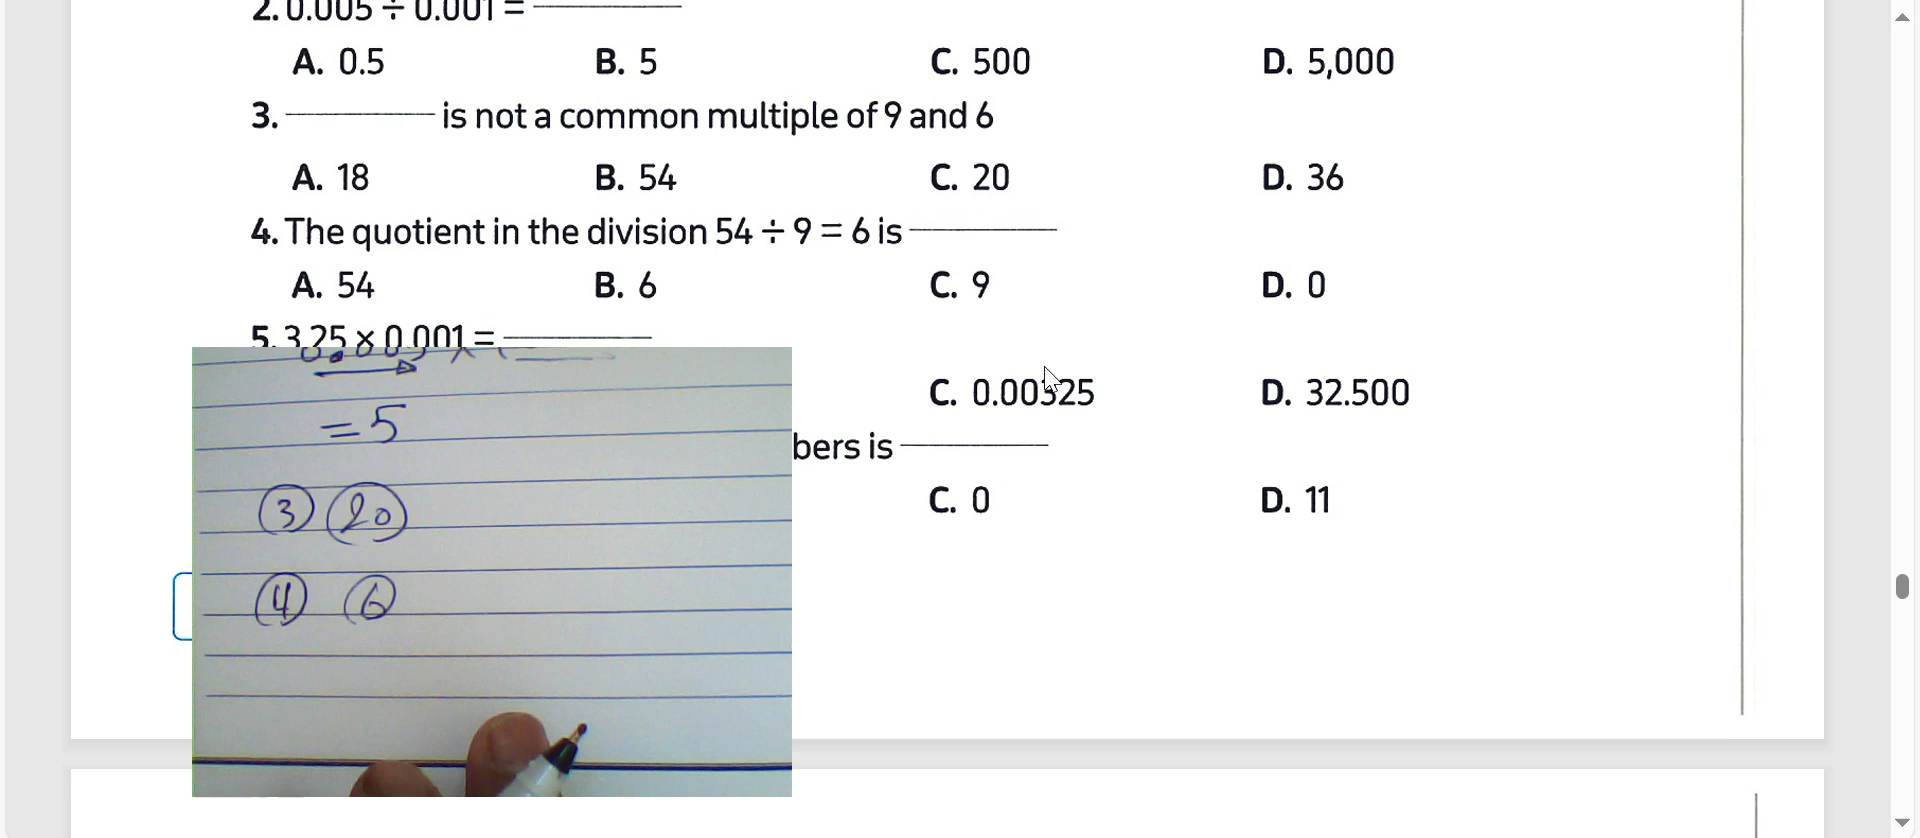 2. 0.005 ÷ 0.001 =
A. 0.5 B. 5 C. 500 D. 5,000
3. is not a common multiple of 9 and 6
A. 18 B. 54 C. 20 D. 36
4. The quotient in the division 54 ÷ 9 = 6 is
A. 54 B. 6 C. 9 D. 0
5. 3.25 × 0.001 =
C. 0.00325 D. 32.500
bers is
C. 0 D. 11
= 5
3 20
4 6